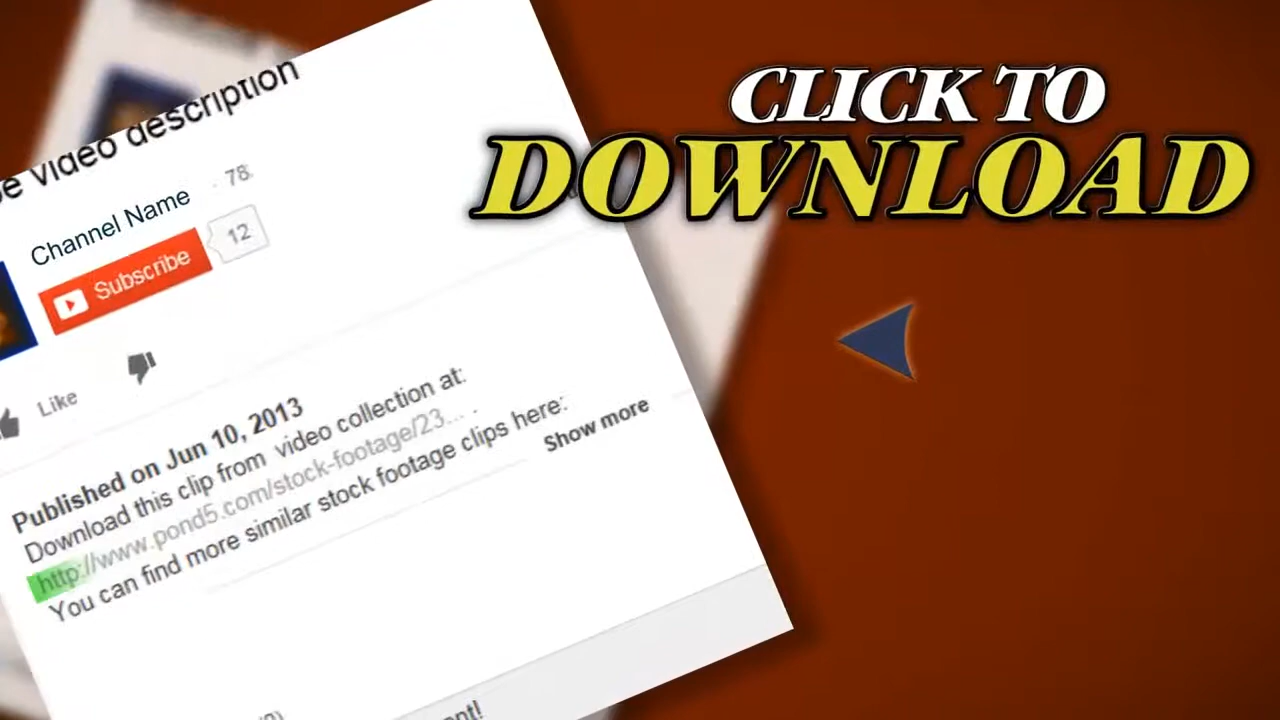 CLICK TO
DOWNLOAD
video description
Channel Name
78
Subscribe
12
Like
Published on Jun 10, 2013
Download this clip from video collection at:
http://www.pond5.com/stock-footage/23...
You can find more similar stock footage clips here:
Show more